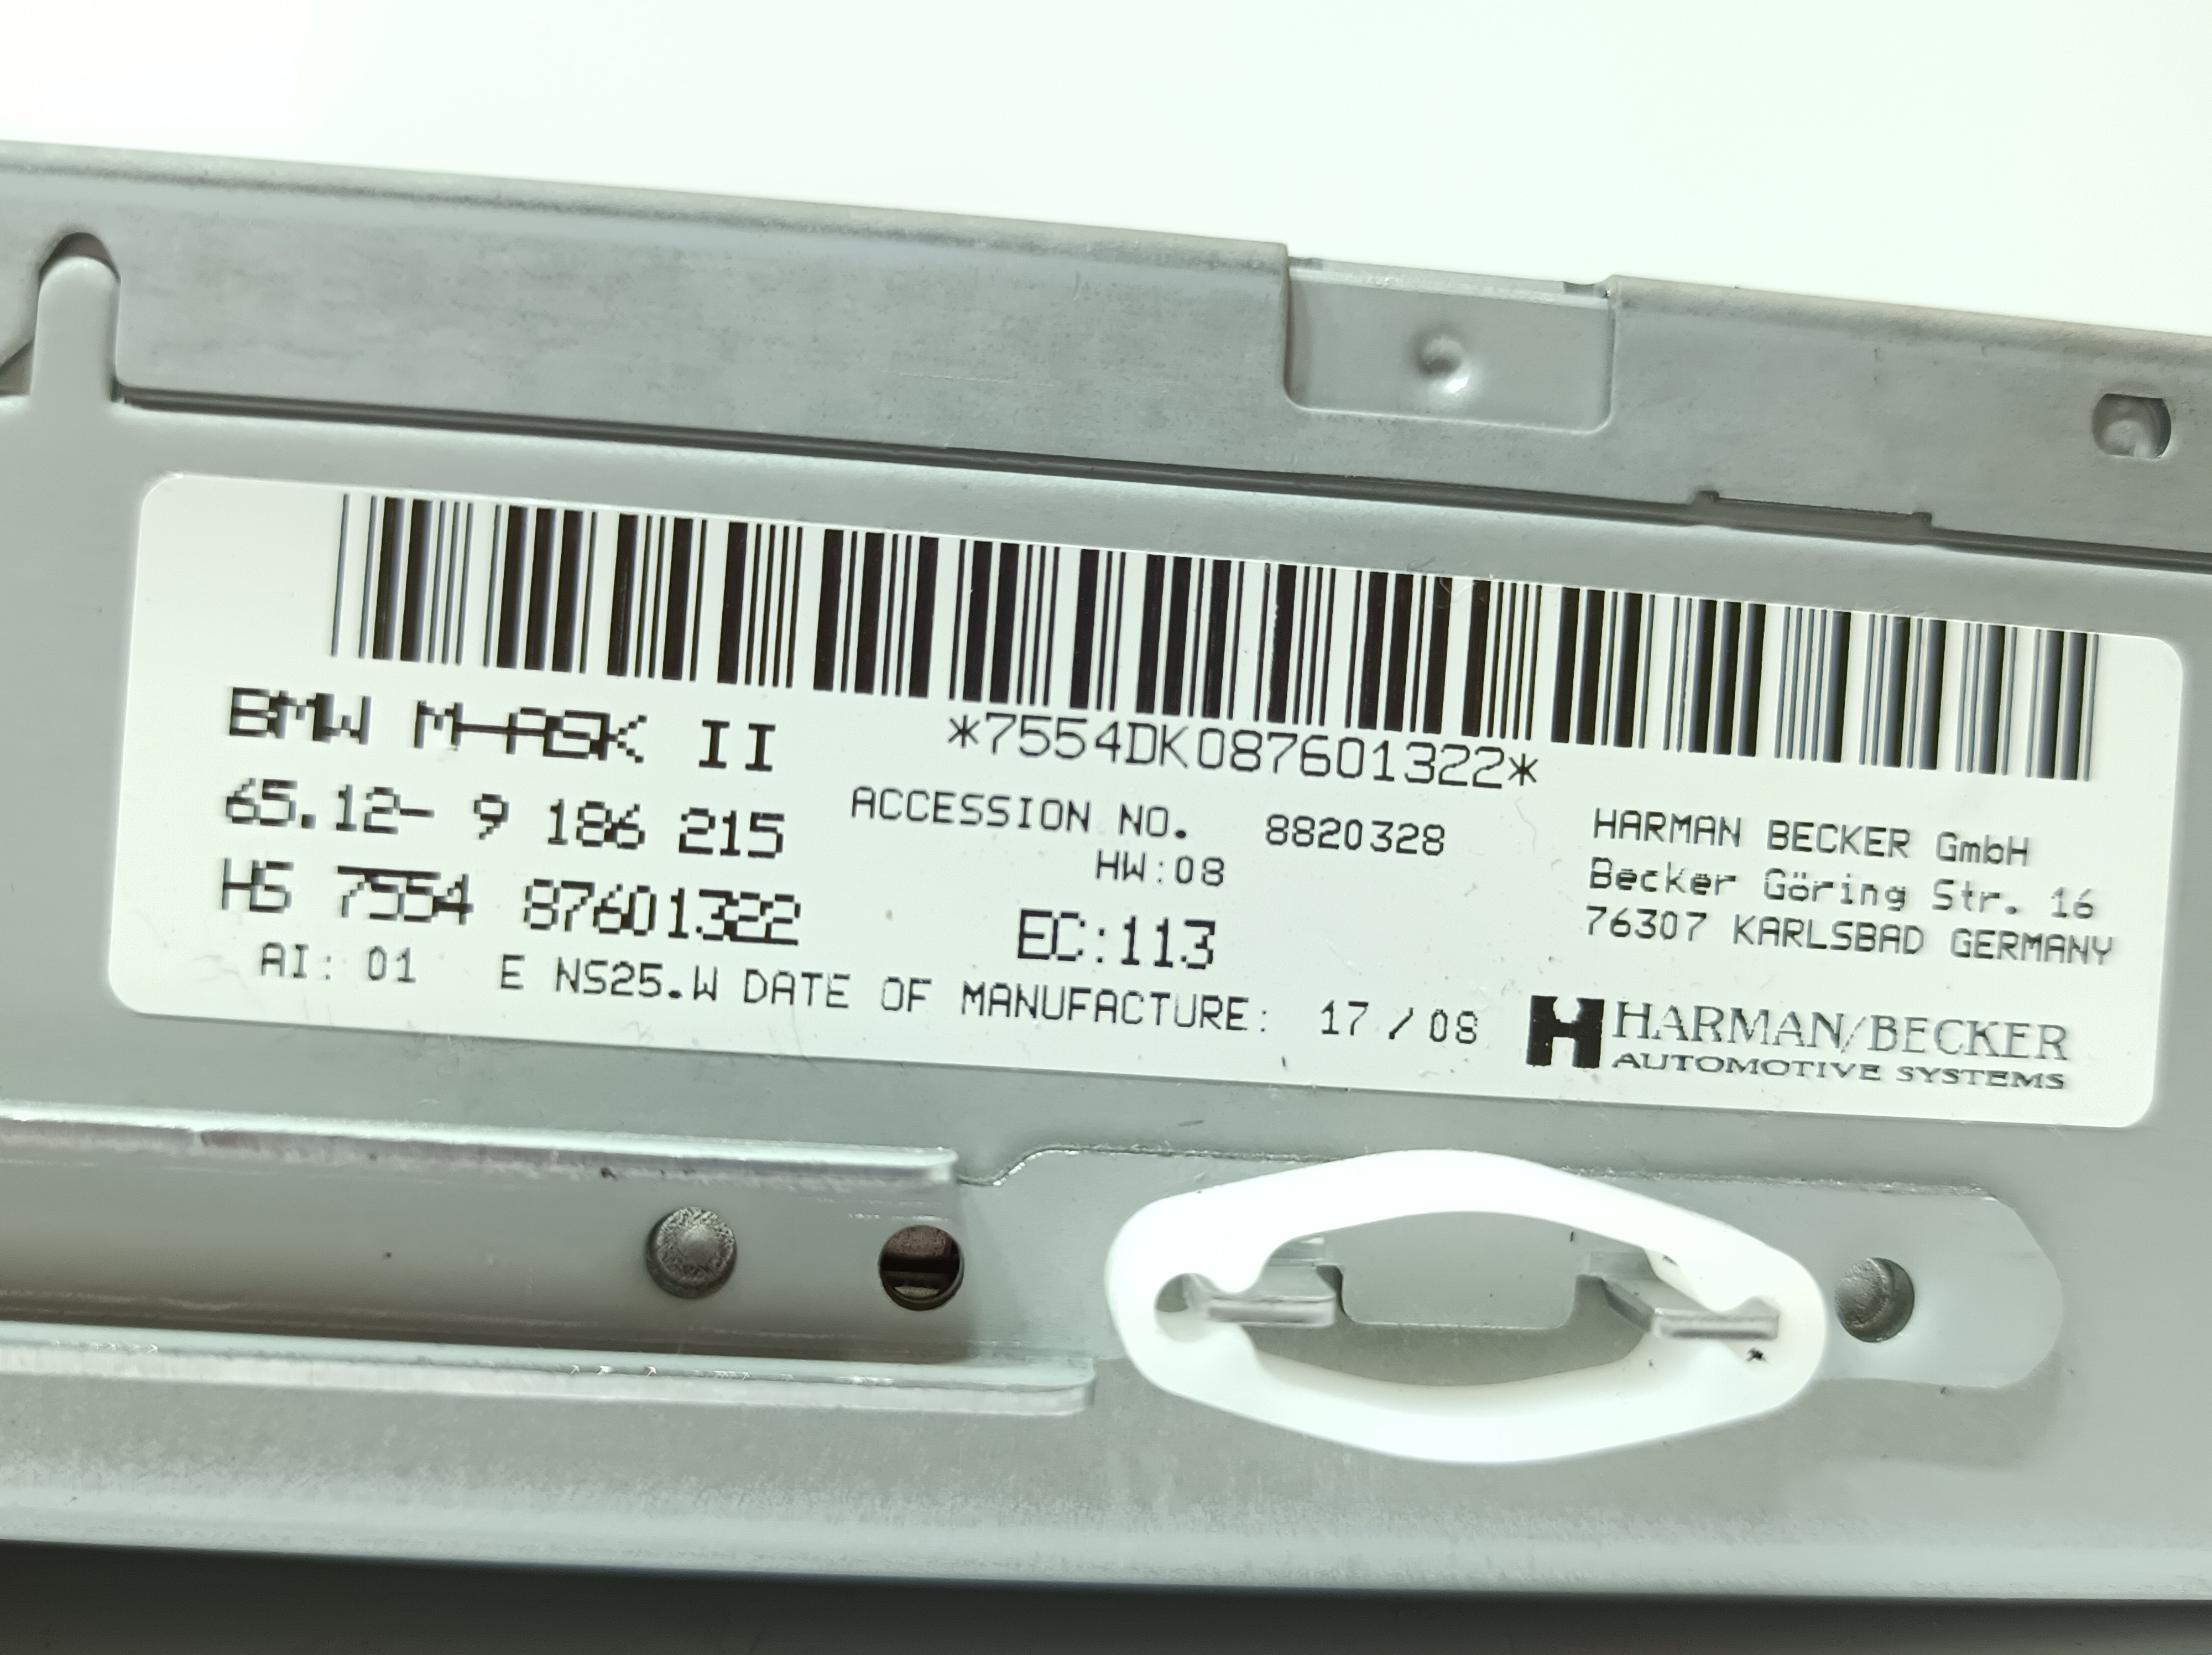 *7554DK087601322*
BMW M-ASK II
65.12- 9 186 215
HS 7554 87601322
AI: 01
ACCESSION NO. 8820328
HW:08
EC:113
E NS25.W DATE OF MANUFACTURE: 17 / 08
HARMAN BECKER GmbH
Becker Göring Str. 16
76307 KARLSBAD GERMANY
HARMAN/BECKER
AUTOMOTIVE SYSTEMS